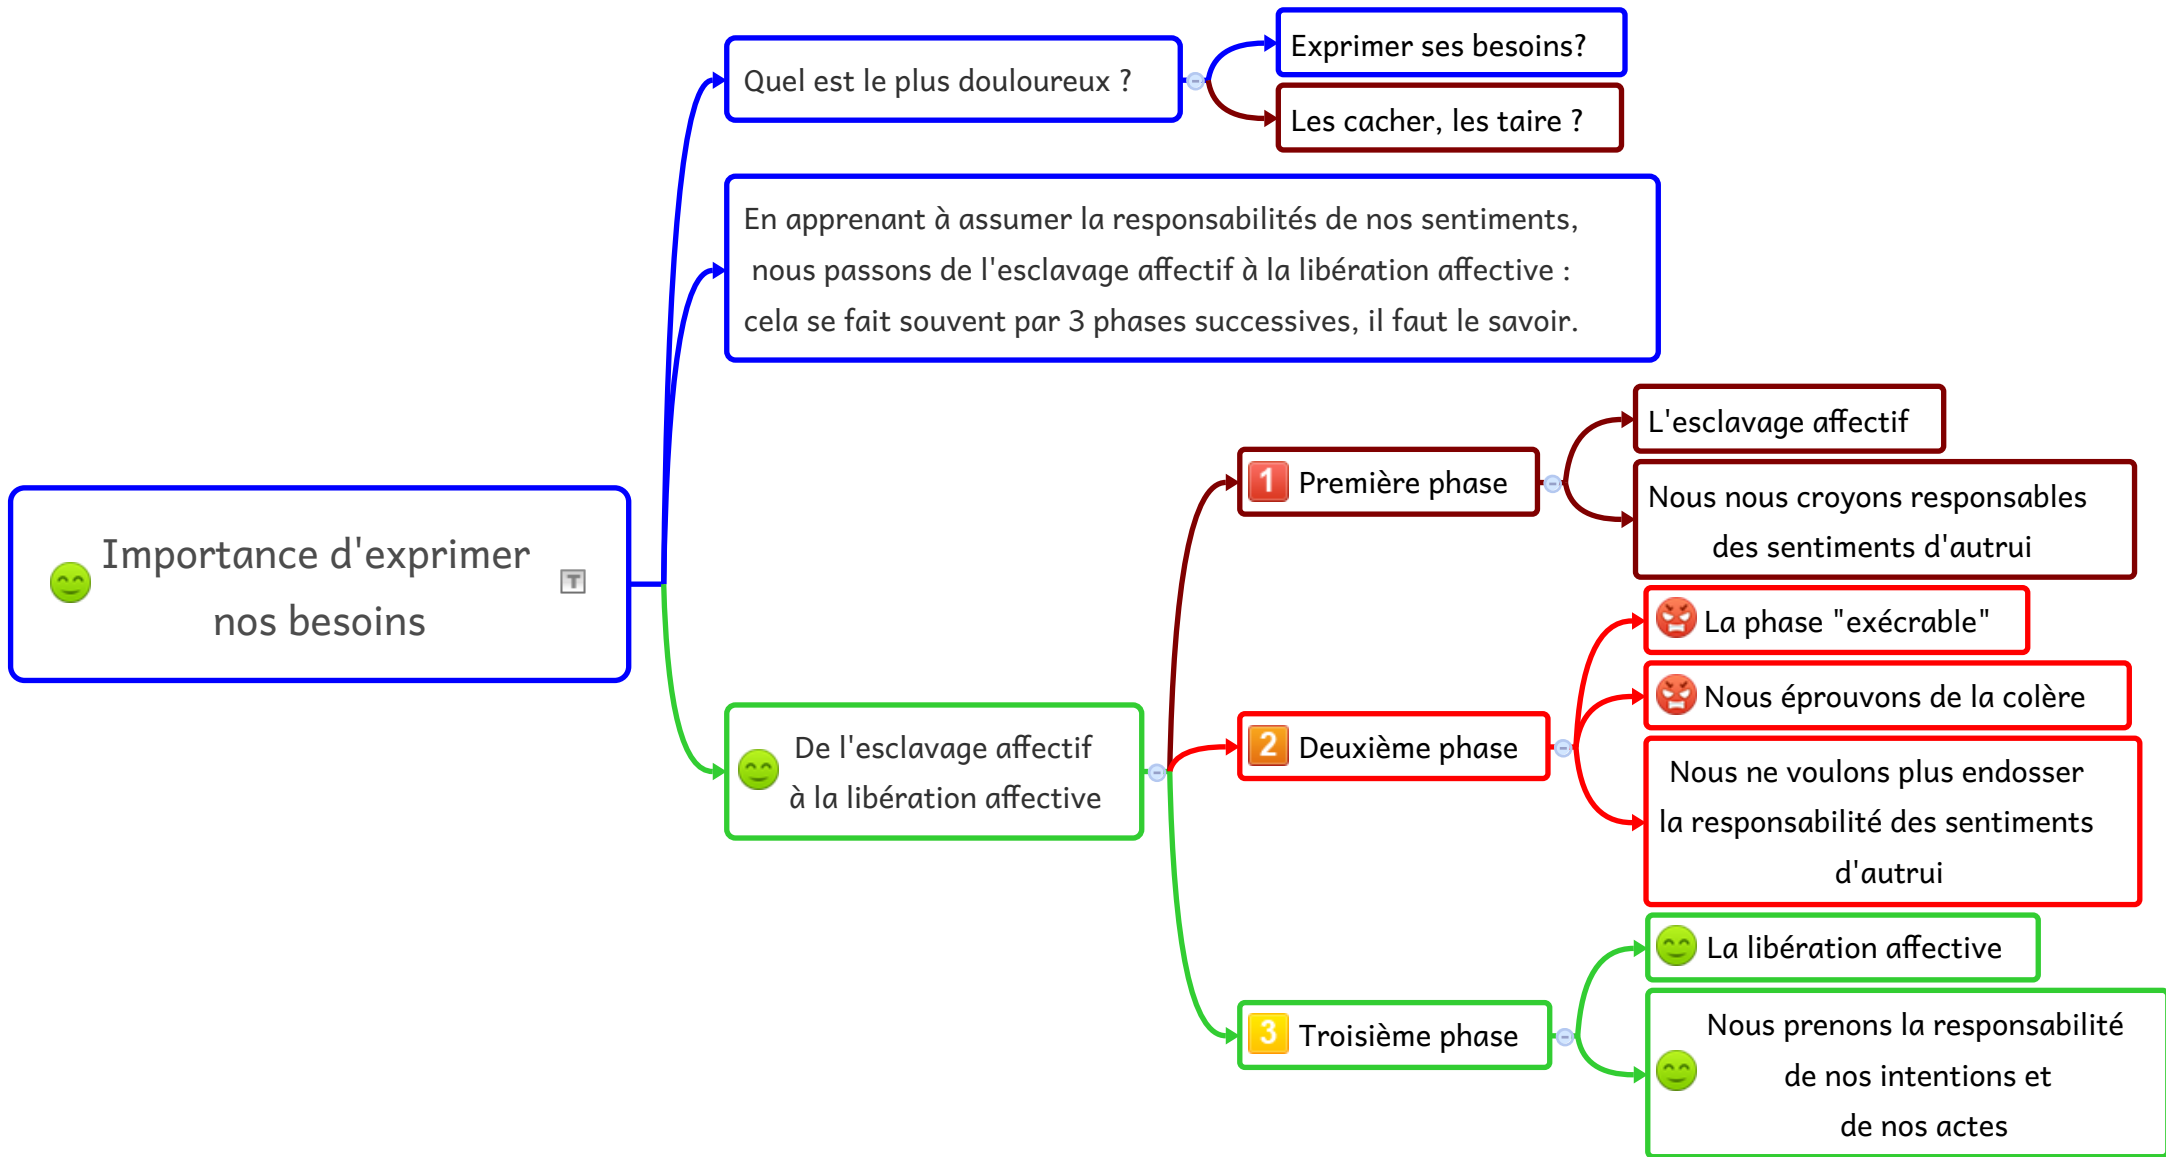 Importance d'exprimer
nos besoins
T
Quel est le plus douloureux ?
Exprimer ses besoins?
Les cacher, les taire ?
En apprenant à assumer la responsabilités de nos sentiments,
nous passons de l'esclavage affectif à la libération affective :
cela se fait souvent par 3 phases successives, il faut le savoir.
De l'esclavage affectif
à la libération affective
1 Première phase
L'esclavage affectif
Nous nous croyons responsables
des sentiments d'autrui
2 Deuxième phase
La phase "exécrable"
Nous éprouvons de la colère
Nous ne voulons plus endosser
la responsabilité des sentiments
d'autrui
3 Troisième phase
La libération affective
Nous prenons la responsabilité
de nos intentions et
de nos actes